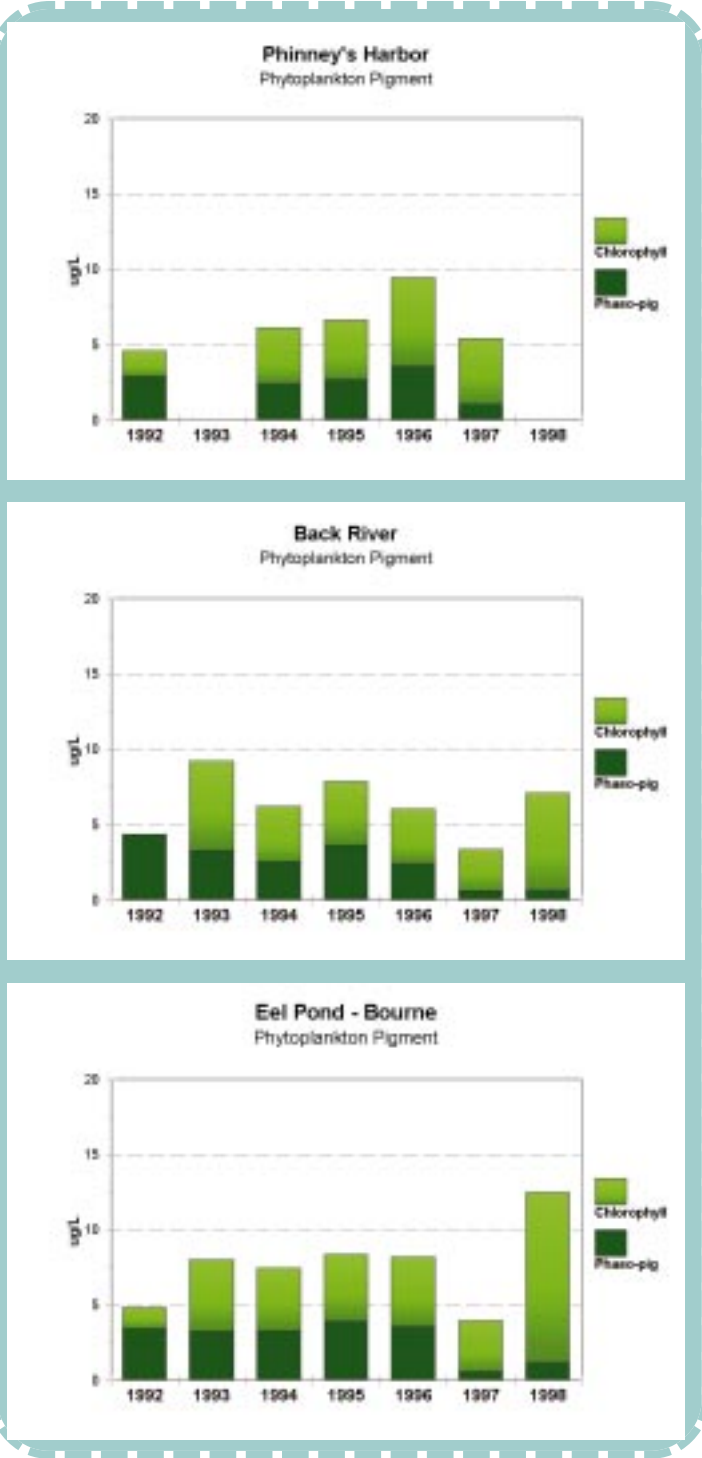 Phinney's Harbor
Phytoplankton Pigment
20
15
10
5
0
ug/L
1992 1993 1994 1995 1996 1997 1998
Chlorophyll
Phaeo-pig
Back River
Phytoplankton Pigment
20
15
10
5
0
ug/L
1992 1993 1994 1995 1996 1997 1998
Chlorophyll
Phaeo-pig
Eel Pond - Bourne
Phytoplankton Pigment
20
15
10
5
0
ug/L
1992 1993 1994 1995 1996 1997 1998
Chlorophyll
Phaeo-pig